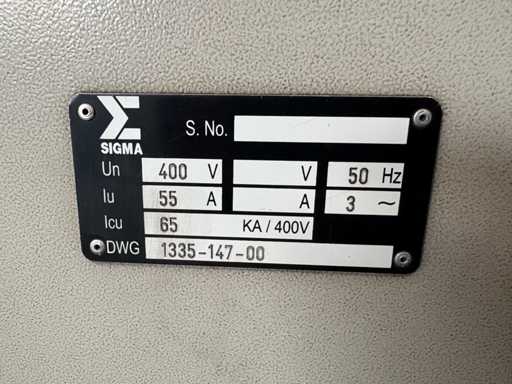 Σ
SIGMA
S. No.
Un 400 V V 50 Hz
Iu 55 A A 3 ~
Icu 65 KA / 400V
DWG 1335-147-00